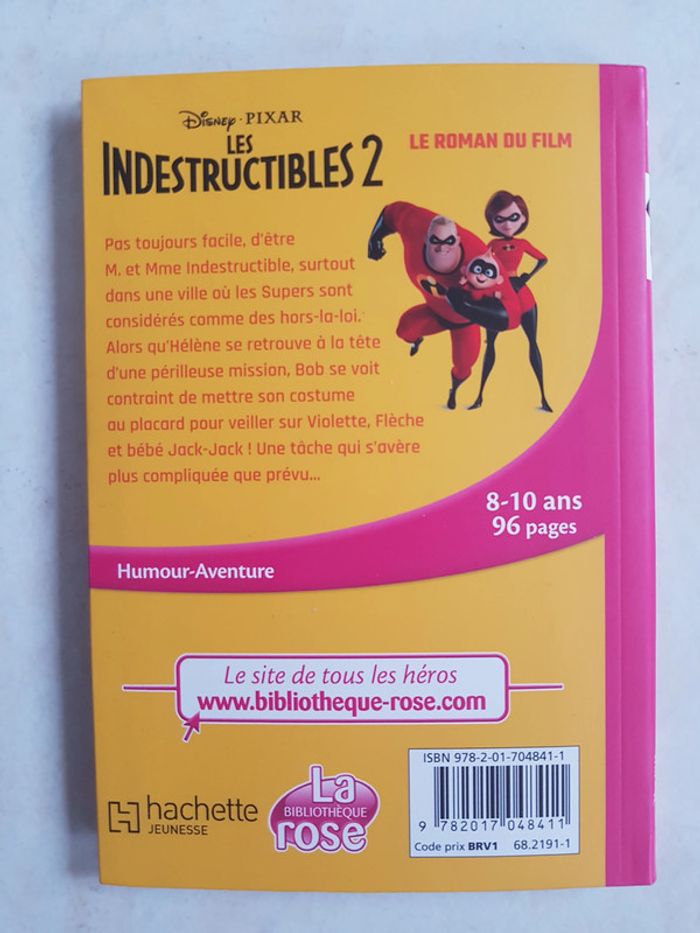 Disney · PIXAR
LES
INDESTRUCTIBLES 2
LE ROMAN DU FILM
Pas toujours facile, d'être
M. et Mme Indestructible, surtout
dans une ville où les Supers sont
considérés comme des hors-la-loi.
Alors qu'Hélène se retrouve à la tête
d'une périlleuse mission, Bob se voit
contraint de mettre son costume
au placard pour veiller sur Violette, Flèche
et bébé Jack-Jack ! Une tâche qui s'avère
plus compliquée que prévu...
8-10 ans
96 pages
Humour-Aventure
Le site de tous les héros
www.bibliotheque-rose.com
hachette
JEUNESSE
La
BIBLIOTHÈQUE
rose
ISBN 978-2-01-704841-1
9 782017 048411
Code prix BRV1 68.2191-1